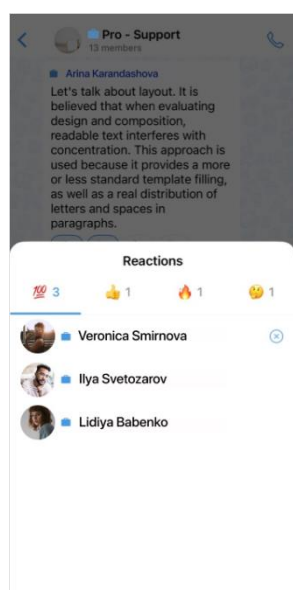 Pro - Support
13 members
Arina Karandashova
Let's talk about layout. It is
believed that when evaluating
design and composition,
readable text interferes with
concentration. This approach is
used because it provides a more
or less standard template filling,
as well as a real distribution of
letters and spaces in
paragraphs.
Reactions
💯 3 👍 1 🔥 1 🤔 1
Veronica Smirnova
Ilya Svetozarov
Lidiya Babenko